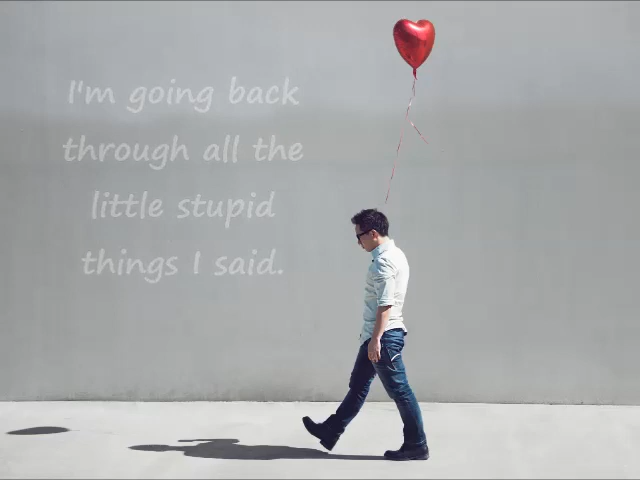 I'm going back
through all the
little stupid
things I said.